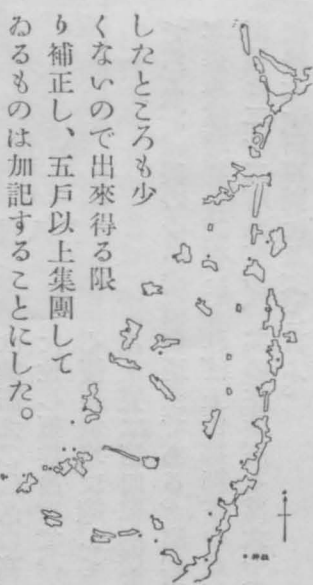 したところも少
くないので出來得る限
り補正し、五戶以上集團して
ゐるものは加記することにした。